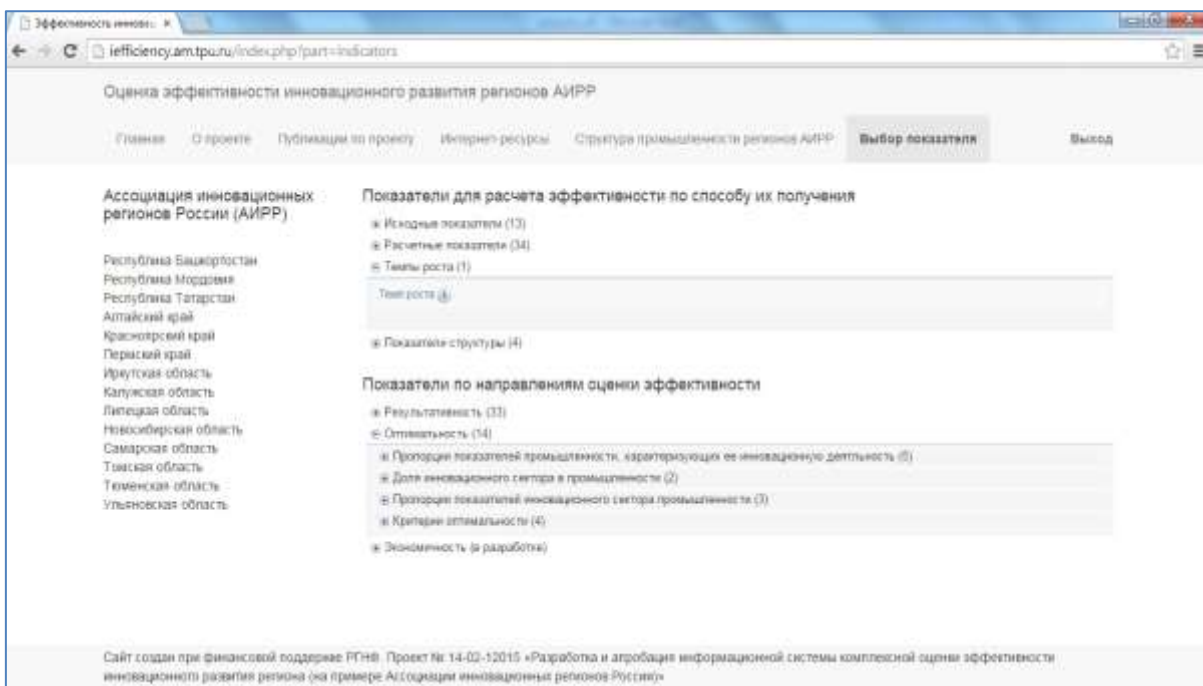 Эффективность инновац
iefficiency.am.tpu.ru/index.php?part=indicators
Оценка эффективности инновационного развития регионов АИРР
Главная О проекте Публикации по проекту Интернет-ресурсы Структура промышленности регионов АИРР Выбор показателя Выход
Ассоциация инновационных
регионов России (АИРР)
Республика Башкортостан
Республика Мордовия
Республика Татарстан
Алтайский край
Красноярский край
Пермский край
Иркутская область
Калужская область
Липецкая область
Новосибирская область
Самарская область
Томская область
Тюменская область
Ульяновская область
Показатели для расчета эффективности по способу их получения
Исходные показатели (13)
Расчетные показатели (34)
Темпы роста (1)
Темп роста
Показатели структуры (4)
Показатели по направлениям оценки эффективности
Результативность (33)
Оптимальность (14)
Пропорции показателей промышленности, характеризующих ее инновационную деятельность (5)
Доля инновационного сектора в промышленности (2)
Пропорции показателей инновационного сектора промышленности (3)
Критерии оптимальности (4)
Экономичность (в разработке)
Сайт создан при финансовой поддержке РГНФ. Проект № 14-02-12015 «Разработка и апробация информационной системы комплексной оценки эффективности
инновационного развития региона (на примере Ассоциации инновационных регионов России)»